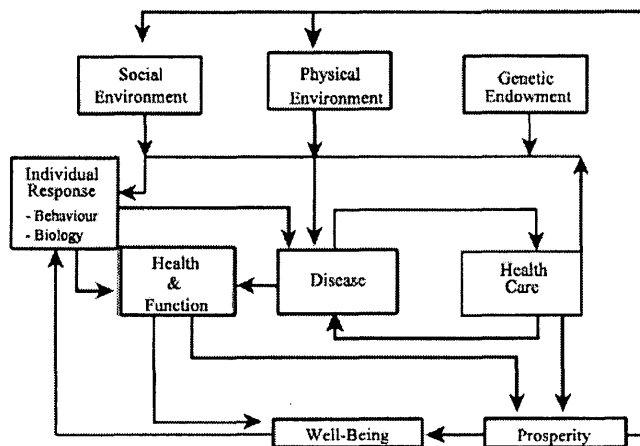 Social
Environment
Physical
Environment
Genetic
Endowment
Individual
Response
- Behaviour
- Biology
Health
&
Function
Disease
Health
Care
Well-Being
Prosperity